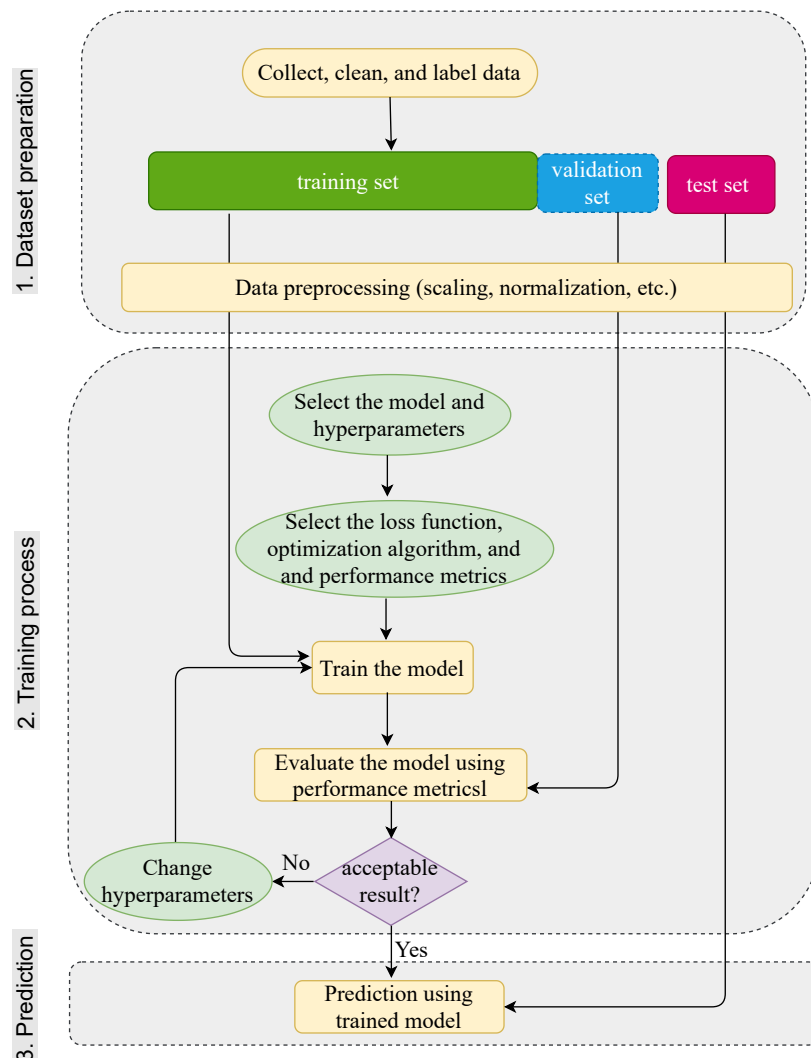 1. Dataset preparation
Collect, clean, and label data
training set
validation
set
test set
Data preprocessing (scaling, normalization, etc.)
2. Training process
Select the model and
hyperparameters
Select the loss function,
optimization algorithm, and
and performance metrics
Train the model
Evaluate the model using
performance metricsl
acceptable
result?
No
Change
hyperparameters
Yes
3. Prediction
Prediction using
trained model